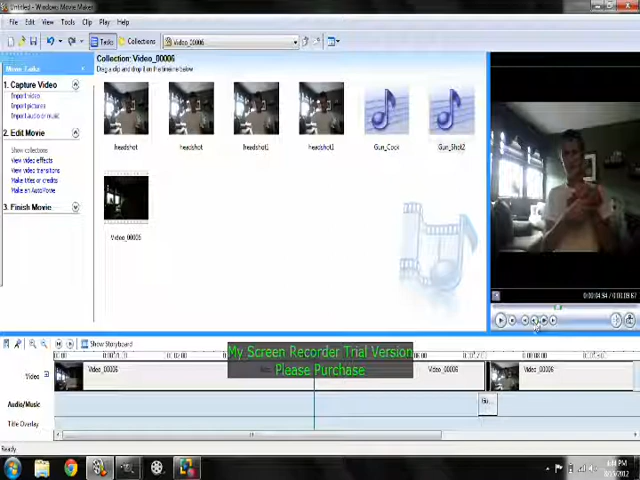 Untitled - Windows Movie Maker
File Edit View Tools Clip Play Help
Tasks Collections Video_00006
Movie Tasks
Collection: Video_00006
Drag a clip and drop it on the timeline below
1. Capture Video
Import video
Import pictures
Import audio or music
2. Edit Movie
Show collections
View video effects
View video transitions
Make titles or credits
Make an AutoMovie
3. Finish Movie
headshot
headshot
headshot1
headshot1
Gun_Cock
Gun_Shot2
Video_00006
Show Storyboard
My Screen Recorder Trial Version
Please Purchase
Video
Video_00006
Video_00006
Video_00006
Audio/Music
Gu...
Title Overlay
Ready